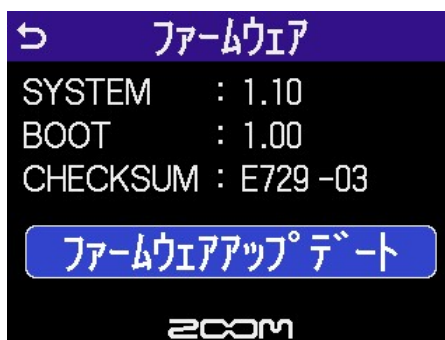 ファームウェア
SYSTEM : 1.10
BOOT : 1.00
CHECKSUM : E729-03
ファームウェアアップデート
ZOOM